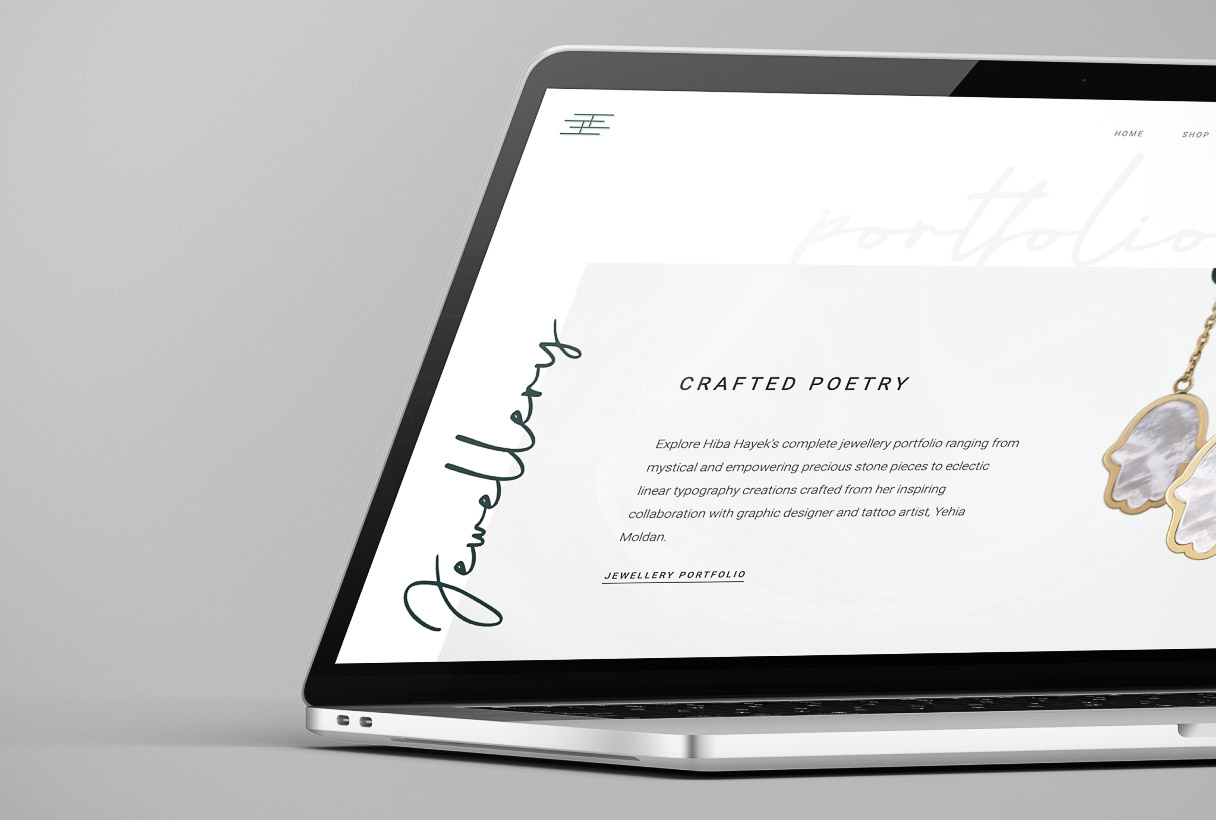 HOME SHOP
portfolio
Jewellery
CRAFTED POETRY
Explore Hiba Hayek's complete jewellery portfolio ranging from
mystical and empowering precious stone pieces to eclectic
linear typography creations crafted from her inspiring
collaboration with graphic designer and tattoo artist, Yehia
Moldan.
JEWELLERY PORTFOLIO